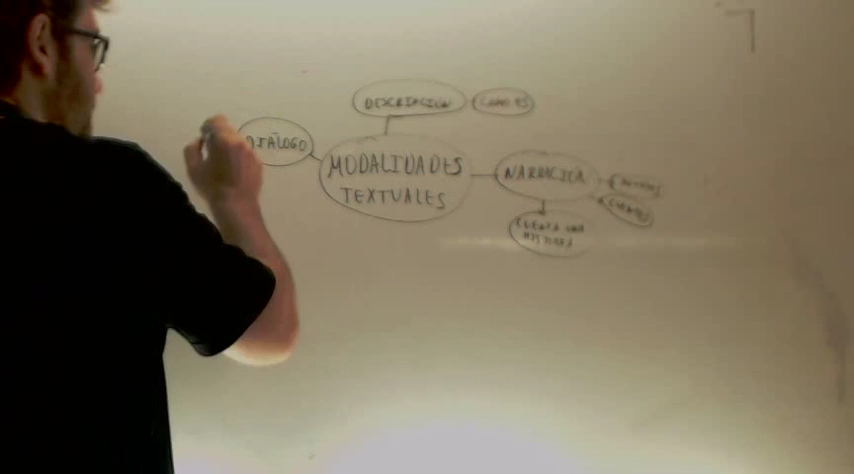 DESCRIPCIÓN
DIÁLOGO
MODALIDADES
TEXTUALES
NARRACIÓN
CUENTA UNA
HISTORIA